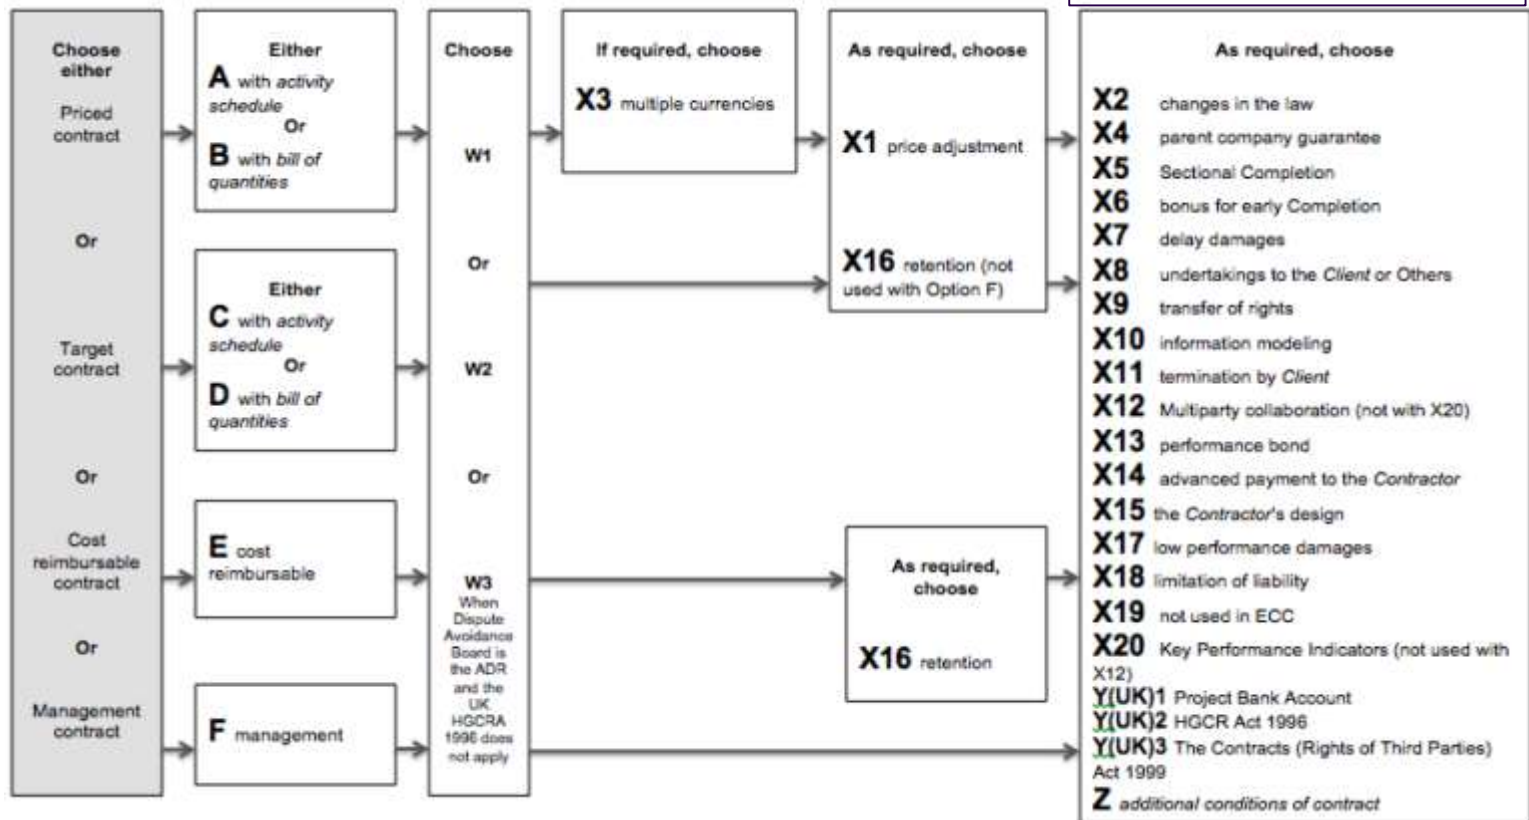 Choose
either
Priced
contract
Or
Target
contract
Or
Cost
reimbursable
contract
Or
Management
contract
Either
A with activity
schedule
Or
B with bill of
quantities
Either
C with activity
schedule
Or
D with bill of
quantities
E cost
reimbursable
F management
Choose
W1
Or
W2
Or
W3
When
Dispute
Avoidance
Board is
the ADR
and the
UK
HGCRA
1996 does
not apply
If required, choose
X3 multiple currencies
As required, choose
X1 price adjustment
X16 retention (not
used with Option F)
As required,
choose
X16 retention
As required, choose
X2 changes in the law
X4 parent company guarantee
X5 Sectional Completion
X6 bonus for early Completion
X7 delay damages
X8 undertakings to the Client or Others
X9 transfer of rights
X10 information modeling
X11 termination by Client
X12 Multiparty collaboration (not with X20)
X13 performance bond
X14 advanced payment to the Contractor
X15 the Contractor's design
X17 low performance damages
X18 limitation of liability
X19 not used in ECC
X20 Key Performance Indicators (not used with
X12)
Y(UK)1 Project Bank Account
Y(UK)2 HGCR Act 1996
Y(UK)3 The Contracts (Rights of Third Parties)
Act 1999
Z additional conditions of contract